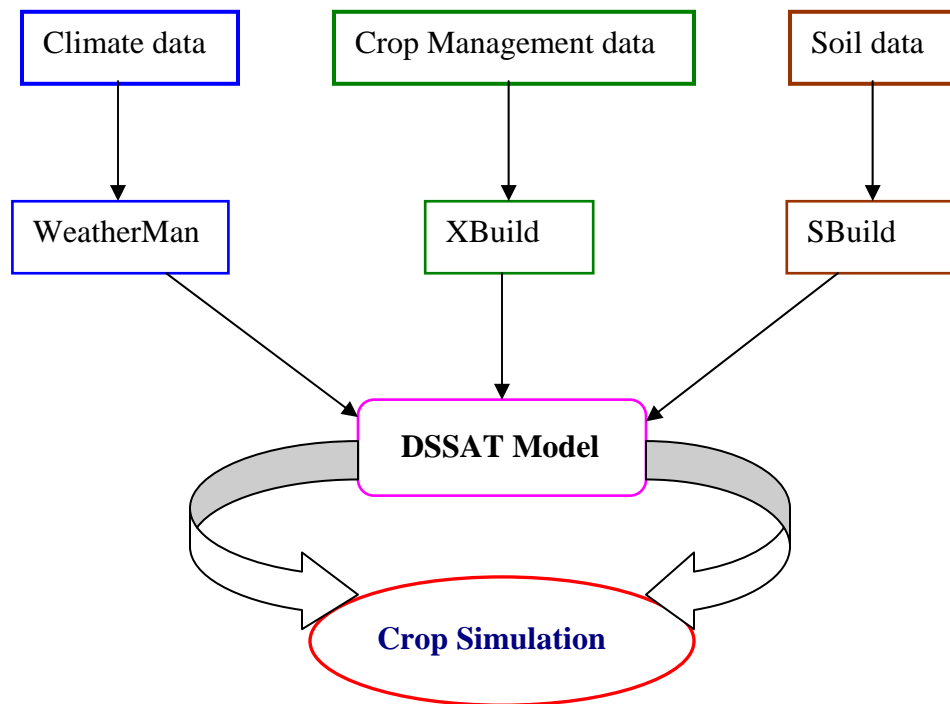 Climate data
Crop Management data
Soil data
WeatherMan
XBuild
SBuild
DSSAT Model
Crop Simulation